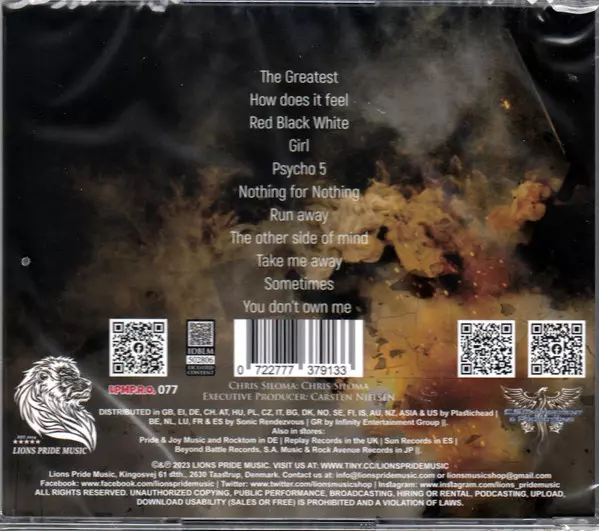 The Greatest
How does it feel
Red Black White
Girl
Psycho 5
Nothing for Nothing
Run away
The other side of mind
Take me away
Sometimes
You don't own me
IOBLM
502806
LPMPRO 077
0 722777 379133
Chris Siloma: Chris Siloma
Executive Producer: Carsten Nielsen
LIONS PRIDE MUSIC
DISTRIBUTED in GB, EI, DE, CH, AT, HU, PL, CZ, IT, BG, DK, NO, SE, FI, IS, AU, NZ, ASIA & US by Plastichead |
BE, NL, LU, FR & ES by Sonic Rendezvous | GR by Infinity Entertainment Group ||.
Also in stores:
Pride & Joy Music and Rocktom in DE | Replay Records in the UK | Sun Records in ES |
Beyond Battle Records, S.A. Music & Rock Avenue Records in JP ||.
©&℗ 2023 LIONS PRIDE MUSIC. VISIT US AT: WWW.TINY.CC/LIONSPRIDEMUSIC
Lions Pride Music, Kingosvej 61 dtth, 2630 Taastrup, Denmark. Contact us on info@lionspridemusic.com or lionsmusicshop@gmail.com
Facebook: www.facebook.com/lionspridemusic | Twitter: www.twitter.com/lionsmusicshop | Instagram: www.instagram.com/lions_pridemusic
ALL RIGHTS RESERVED. UNAUTHORIZED COPYING, PUBLIC PERFORMANCE, BROADCASTING, HIRING OR RENTAL, PODCASTING, UPLOAD,
DOWNLOAD USABILITY (SALES OR FREE) IS PROHIBITED AND A VIOLATION OF LAWS.